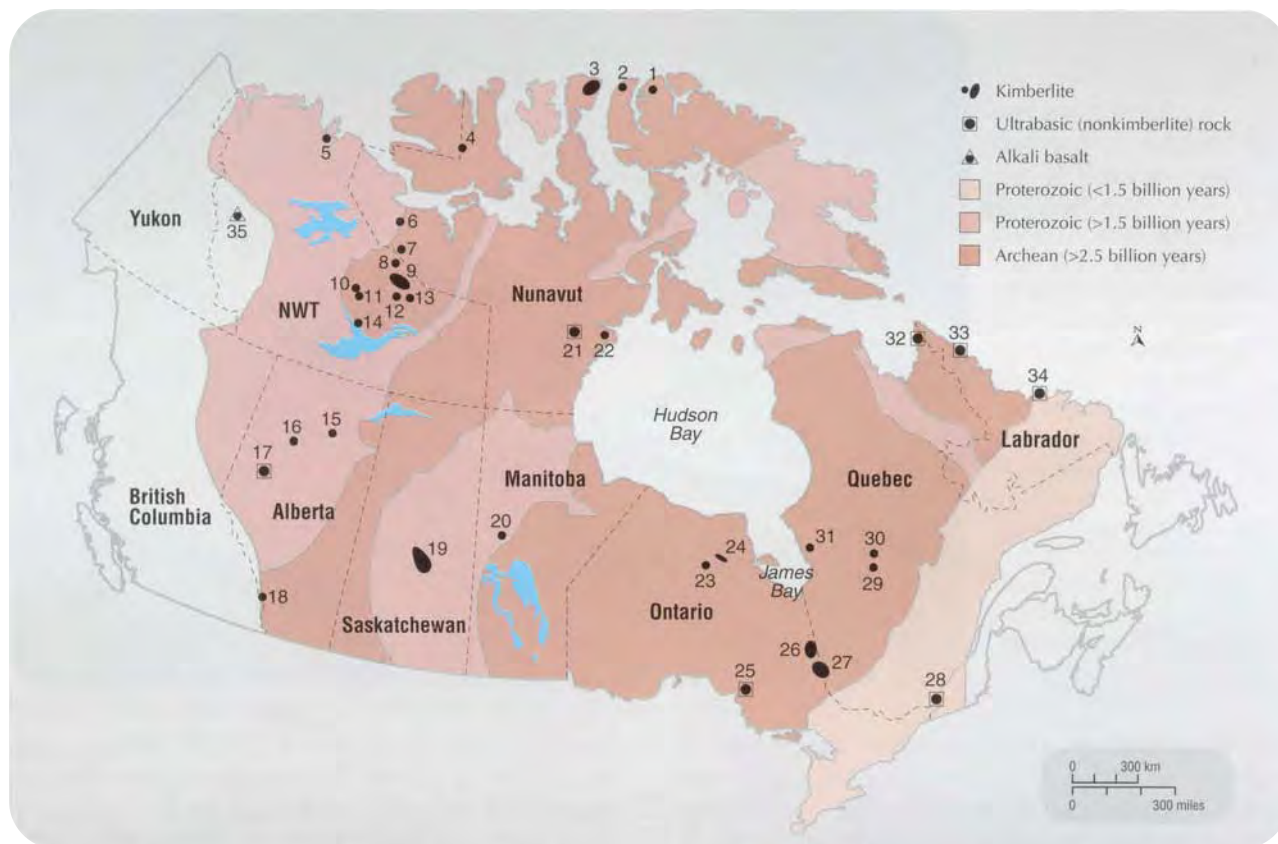 3
2
1
4
5
Kimberlite
Ultrabasic (nonkimberlite) rock
Alkali basalt
Proterozoic (<1.5 billion years)
Proterozoic (>1.5 billion years)
Archean (>2.5 billion years)
Yukon
35
6
7
8
9
10
11
12
13
14
NWT
Nunavut
21
22
32
33
34
N
Hudson
Bay
Labrador
15
16
17
British
Columbia
Alberta
Manitoba
Quebec
18
19
20
Saskatchewan
23
24
James
Bay
31
30
29
Ontario
25
26
27
28
0 300 km
0 300 miles